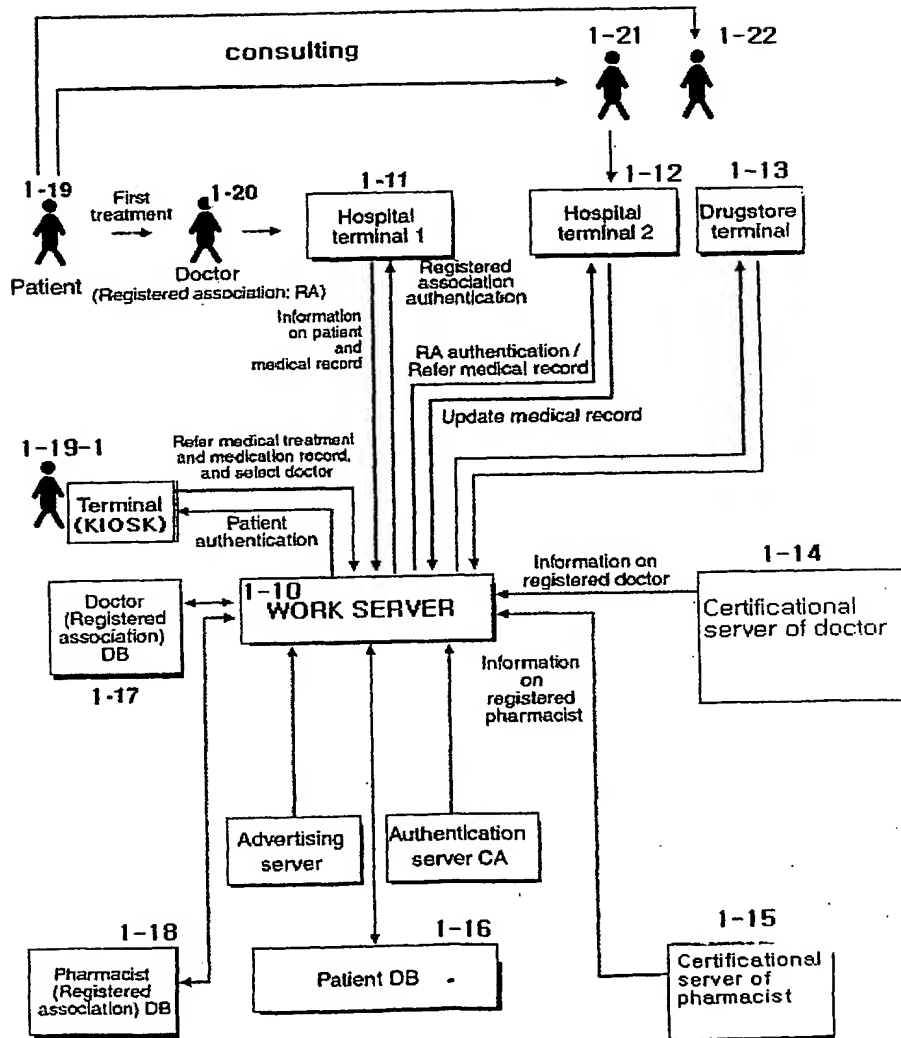 1-21
1-22
consulting
1-19
First
treatment
1-20
1-11
Hospital
terminal 1
1-12
Hospital
terminal 2
1-13
Drugstore
terminal
Patient
Doctor
(Registered association: RA)
Registered
association
authentication
Information
on patient
and
medical record
RA authentication /
Refer medical record
Update medical record
1-19-1
Refer medical treatment
and medication record,
and select doctor
Terminal
(KIOSK)
Patient
authentication
Information on
registered doctor
1-14
Certificational
server of doctor
1-10
WORK SERVER
Doctor
(Registered
association)
DB
1-17
Information
on
registered
pharmacist
Advertising
server
Authentication
server CA
1-18
Pharmacist
(Registered
association) DB
1-16
Patient DB
1-15
Certificational
server of
pharmacist